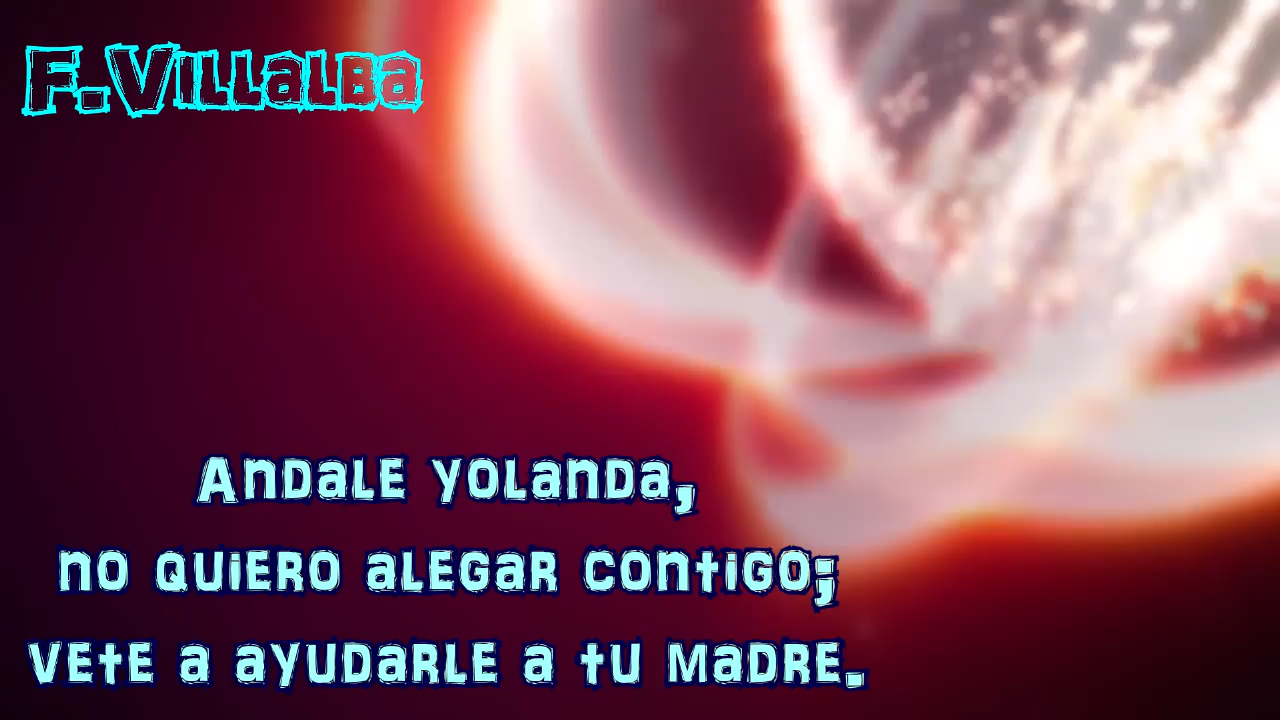 F.Villalba
Andale Yolanda,
no quiero alegar contigo;
vete a ayudarle a tu madre.